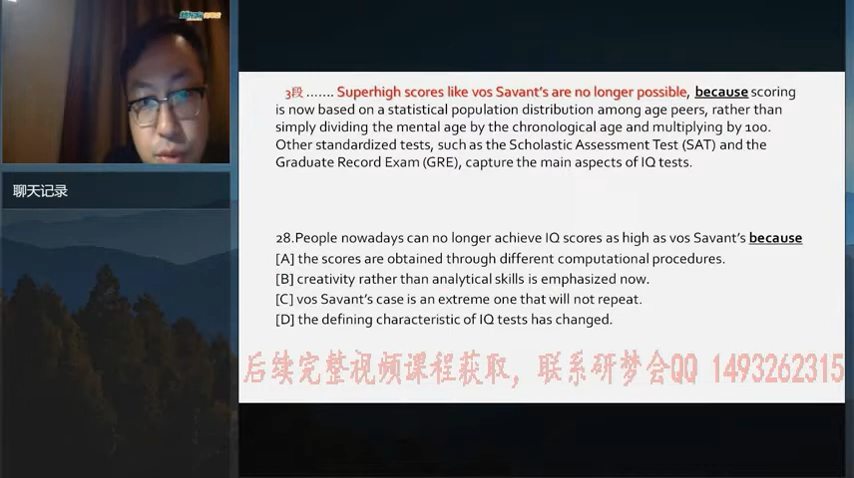 聊天记录
3段 ....... Superhigh scores like vos Savant's are no longer possible, because scoring
is now based on a statistical population distribution among age peers, rather than
simply dividing the mental age by the chronological age and multiplying by 100.
Other standardized tests, such as the Scholastic Assessment Test (SAT) and the
Graduate Record Exam (GRE), capture the main aspects of IQ tests.
28.People nowadays can no longer achieve IQ scores as high as vos Savant's because
[A] the scores are obtained through different computational procedures.
[B] creativity rather than analytical skills is emphasized now.
[C] vos Savant's case is an extreme one that will not repeat.
[D] the defining characteristic of IQ tests has changed.
后续完整视频课程获取，联系研梦会QQ 1493262315